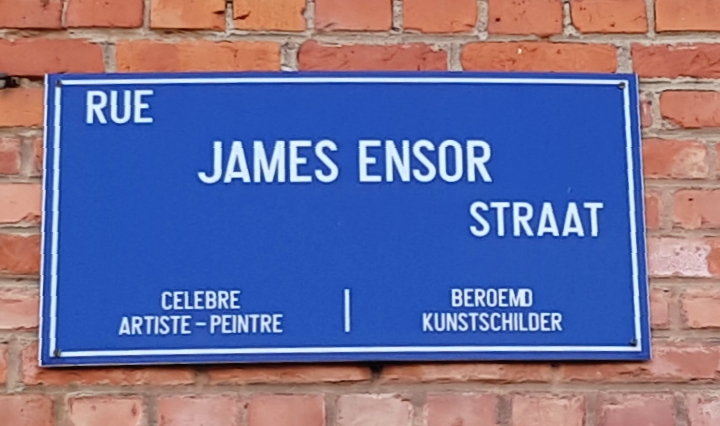 RUE
JAMES ENSOR
STRAAT
CELEBRE
ARTISTE - PEINTRE
BEROEMD
KUNSTSCHILDER